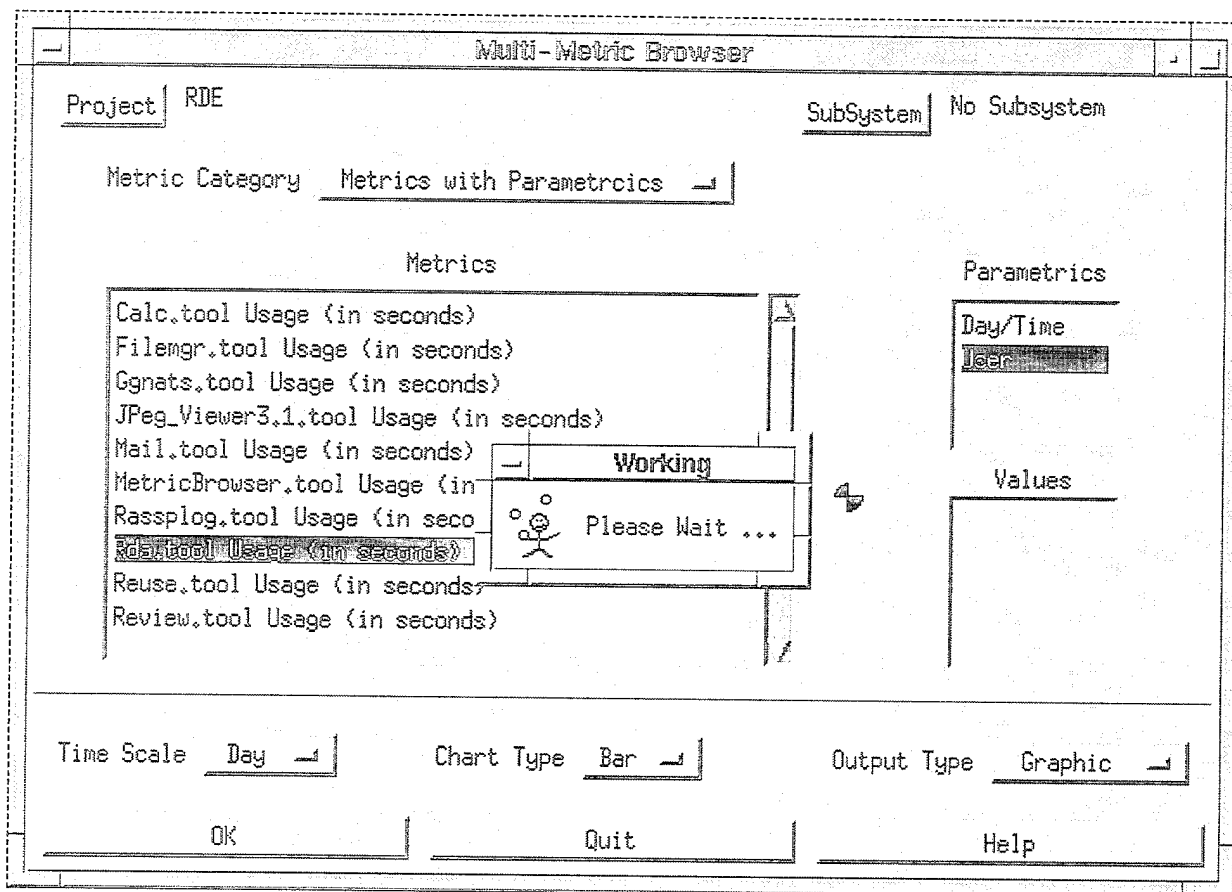 Multi-Metric Browser
Project RDE
SubSystem No Subsystem
Metric Category Metrics with Parametrcics
Metrics
Parametrics
Calc.tool Usage (in seconds)
Filemgr.tool Usage (in seconds)
Ggnats.tool Usage (in seconds)
JPeg_Viewer3.1.tool Usage (in seconds)
Mail.tool Usage (in seconds)
MetricBrowser.tool Usage (in
Rassplog.tool Usage (in seco
Rda.tool Usage (in seconds)
Reuse.tool Usage (in seconds)
Review.tool Usage (in seconds)
Day/Time
User
Working
Please Wait ...
Values
Time Scale Day
Chart Type Bar
Output Type Graphic
OK
Quit
Help